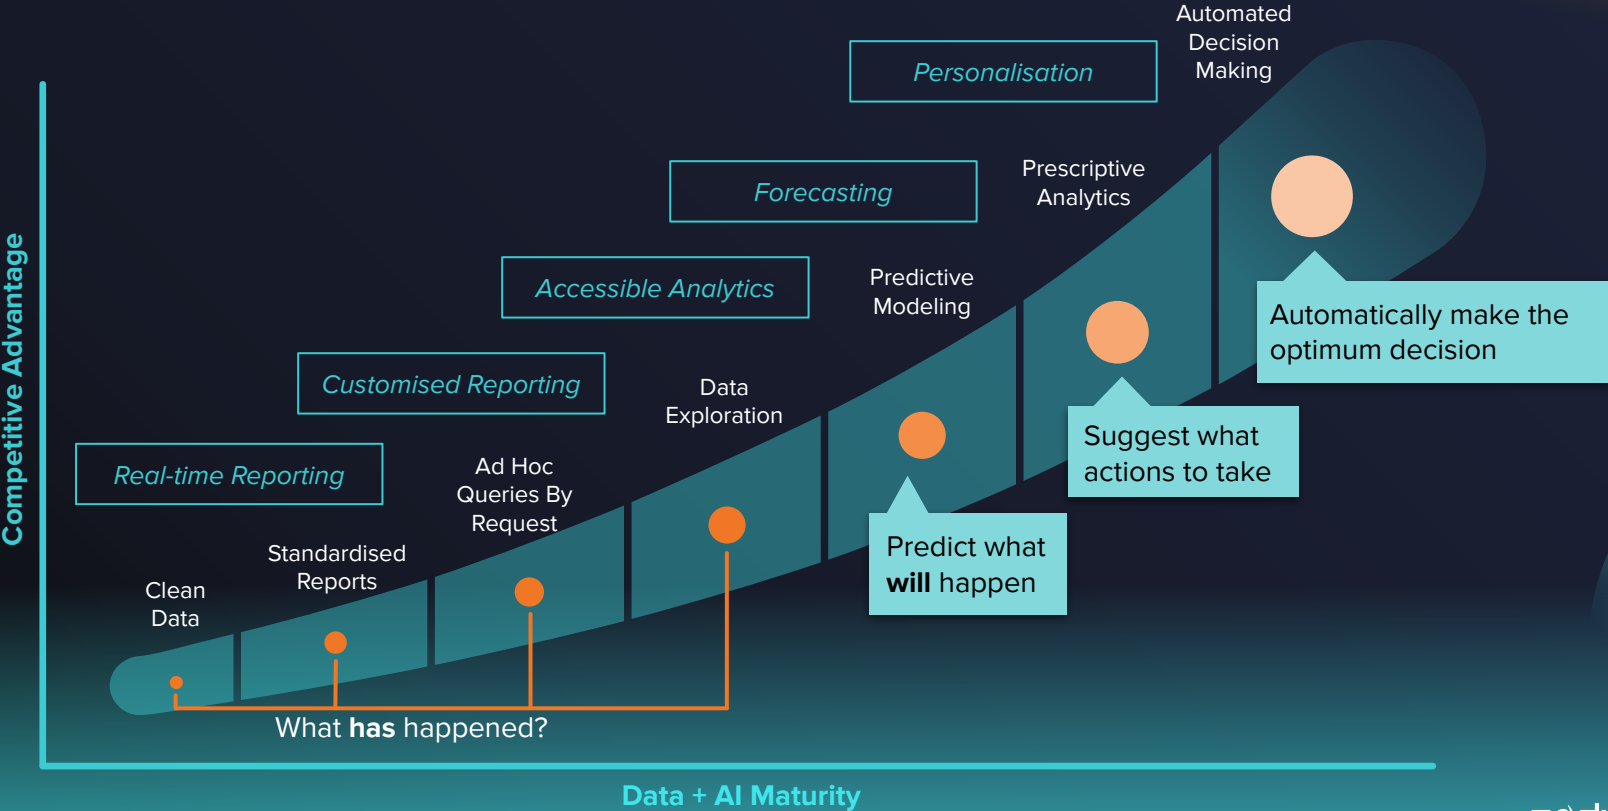 Automated
Decision
Making
Personalisation
Prescriptive
Analytics
Forecasting
Predictive
Modeling
Accessible Analytics
Automatically make the
optimum decision
Customised Reporting
Data
Exploration
Suggest what
actions to take
Real-time Reporting
Ad Hoc
Queries By
Request
Predict what
will happen
Standardised
Reports
Clean
Data
What has happened?
Competitive Advantage
Data + AI Maturity